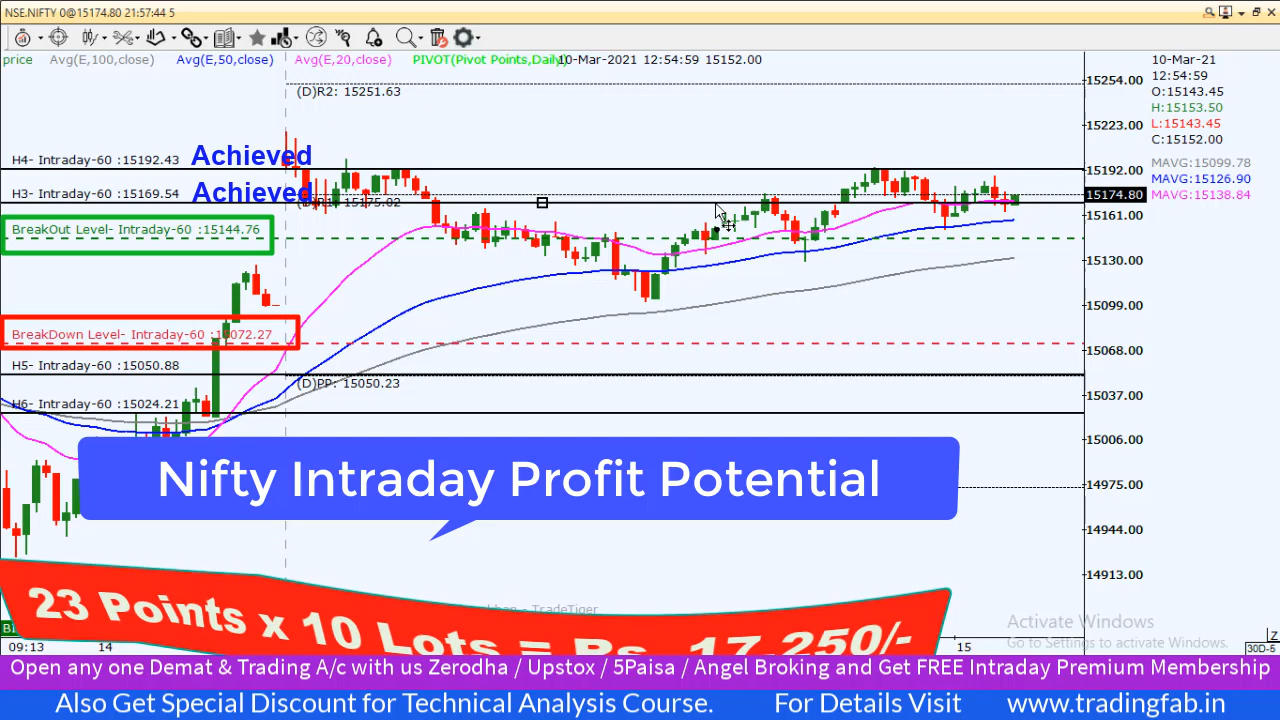 NSE.NIFTY 0@15174.80 21:57:44 5
price Avg(E,100,close) Avg(E,50,close) Avg(E,20,close) PIVOT(Pivot Points,Daily) 10-Mar-2021 12:54:59 15152.00
10-Mar-21
12:54:59
O:15143.45
H:15153.50
L:15143.45
C:15152.00
MAVG:15099.78
MAVG:15126.90
MAVG:15138.84
15254.00
15223.00
15192.00
15174.80
15161.00
15130.00
15099.00
15068.00
15037.00
15006.00
14975.00
14944.00
14913.00
(D)R2: 15251.63
H4- Intraday-60 :15192.43 Achieved
H3- Intraday-60 :15169.54 Achieved
(D)R1: 15175.02
BreakOut Level- Intraday-60 :15144.76
BreakDown Level- Intraday-60 :15072.27
H5- Intraday-60 :15050.88
(D)PP: 15050.23
H6- Intraday-60 :15024.21
Nifty Intraday Profit Potential
23 Points x 10 Lots = Rs. 17,250/-
TradeTiger
Activate Windows
Go to Settings to activate Windows.
09:13 14 15 30D-5
Z
Open any one Demat & Trading A/c with us Zerodha / Upstox / 5Paisa / Angel Broking and Get FREE Intraday Premium Membership
Also Get Special Discount for Technical Analysis Course. For Details Visit www.tradingfab.in